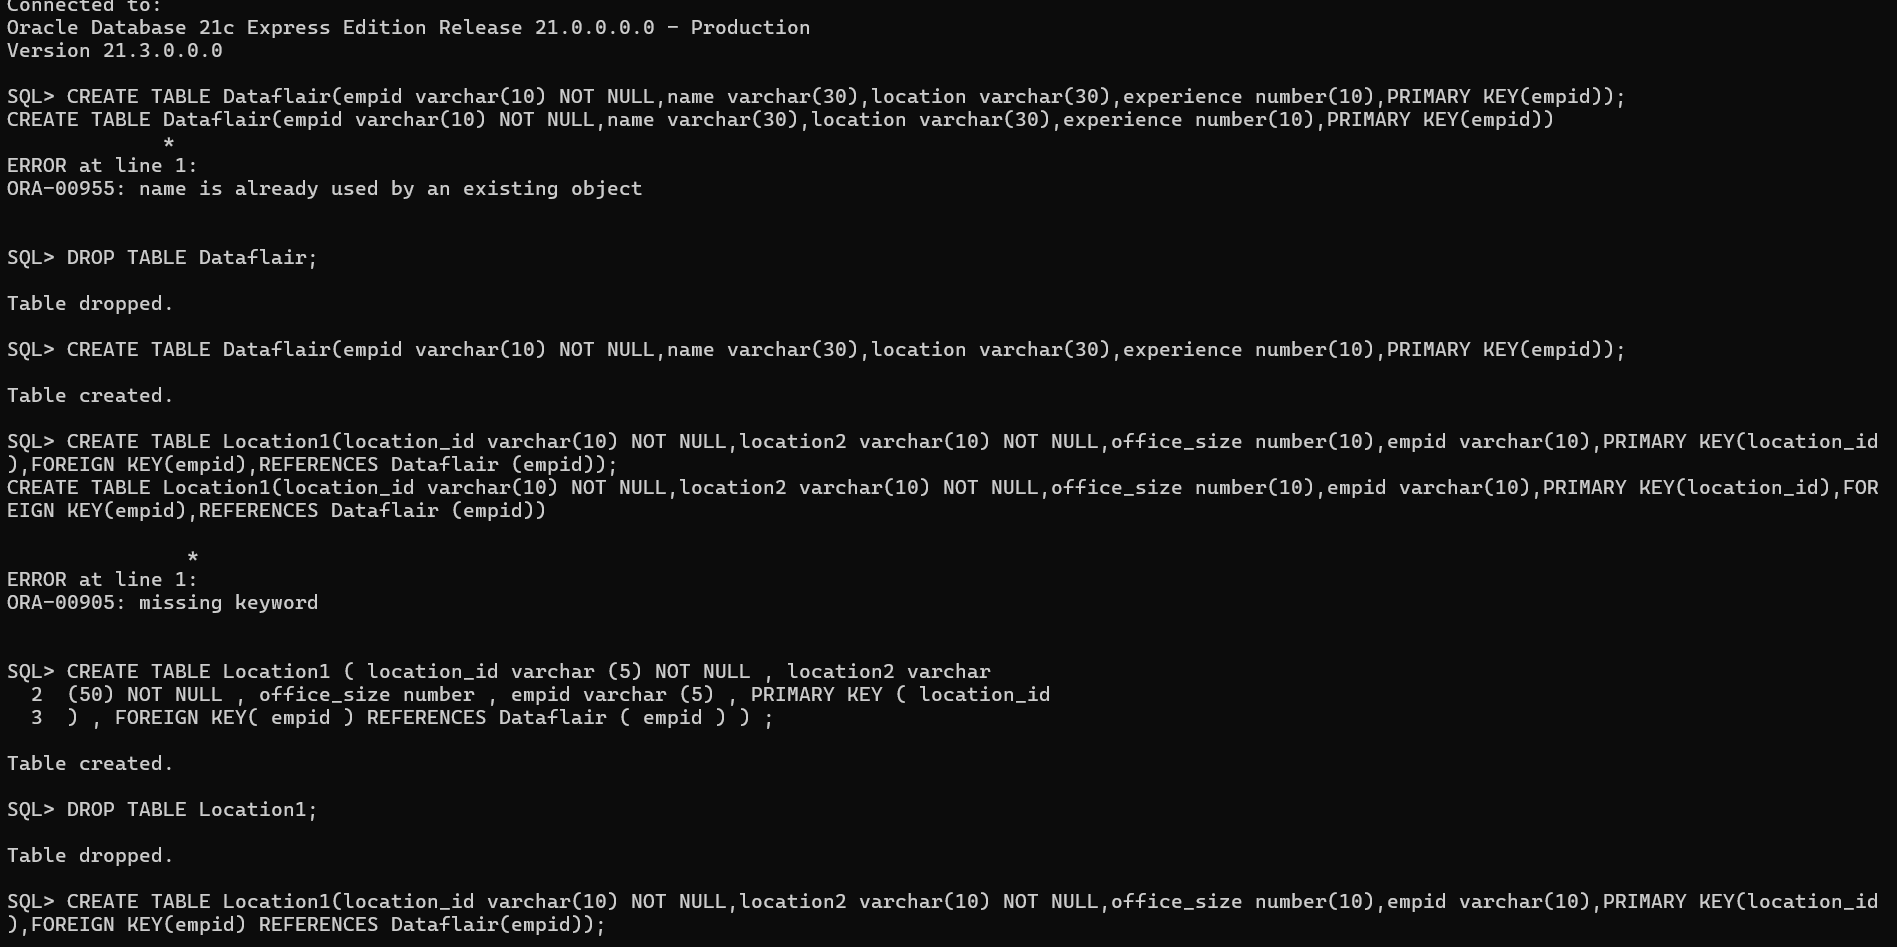 Connected to:
Oracle Database 21c Express Edition Release 21.0.0.0.0 - Production
Version 21.3.0.0.0
SQL> CREATE TABLE Dataflair(empid varchar(10) NOT NULL,name varchar(30),location varchar(30),experience number(10),PRIMARY KEY(empid));
CREATE TABLE Dataflair(empid varchar(10) NOT NULL,name varchar(30),location varchar(30),experience number(10),PRIMARY KEY(empid))
*
ERROR at line 1:
ORA-00955: name is already used by an existing object
SQL> DROP TABLE Dataflair;
Table dropped.
SQL> CREATE TABLE Dataflair(empid varchar(10) NOT NULL,name varchar(30),location varchar(30),experience number(10),PRIMARY KEY(empid));
Table created.
SQL> CREATE TABLE Location1(location_id varchar(10) NOT NULL,location2 varchar(10) NOT NULL,office_size number(10),empid varchar(10),PRIMARY KEY(location_id
),FOREIGN KEY(empid),REFERENCES Dataflair (empid));
CREATE TABLE Location1(location_id varchar(10) NOT NULL,location2 varchar(10) NOT NULL,office_size number(10),empid varchar(10),PRIMARY KEY(location_id),FOR
EIGN KEY(empid),REFERENCES Dataflair (empid))
*
ERROR at line 1:
ORA-00905: missing keyword
SQL> CREATE TABLE Location1 ( location_id varchar (5) NOT NULL , location2 varchar
2 (50) NOT NULL , office_size number , empid varchar (5) , PRIMARY KEY ( location_id
3 ) , FOREIGN KEY( empid ) REFERENCES Dataflair ( empid ) ) ;
Table created.
SQL> DROP TABLE Location1;
Table dropped.
SQL> CREATE TABLE Location1(location_id varchar(10) NOT NULL,location2 varchar(10) NOT NULL,office_size number(10),empid varchar(10),PRIMARY KEY(location_id
),FOREIGN KEY(empid) REFERENCES Dataflair(empid));